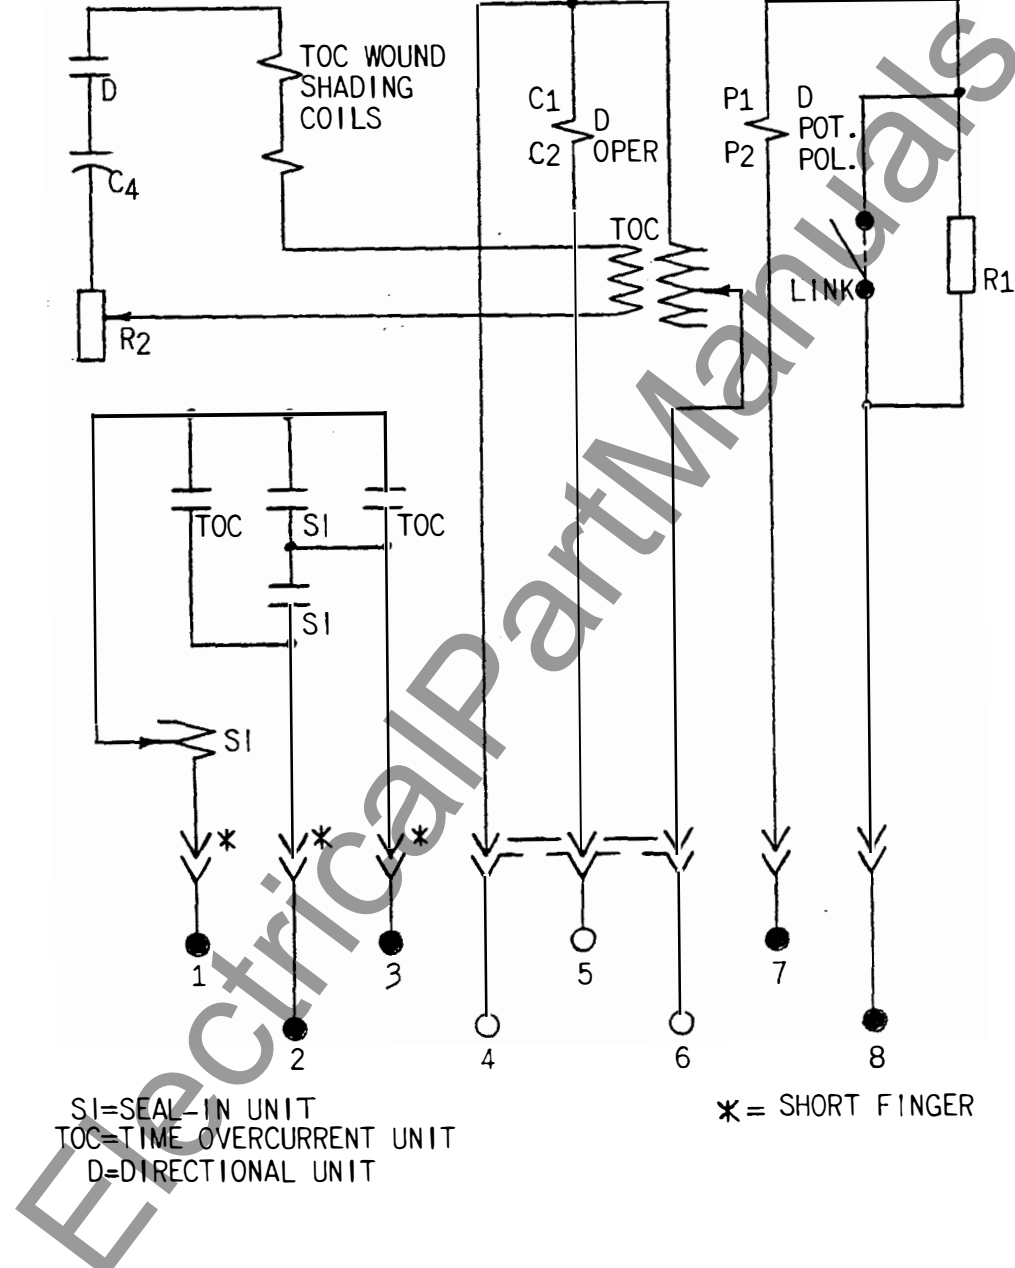 TOC WOUND
SHADING
COILS
D
C4
R2
C1
C2
D
OPER
P1
P2
D
POT.
POL.
TOC
LINK
R1
TOC
SI
TOC
SI
SI
*
*
*
1
2
3
4
5
6
7
8
SI=SEAL-IN UNIT
TOC=TIME OVERCURRENT UNIT
D=DIRECTIONAL UNIT
*= SHORT FINGER
ElectricalPartManuals